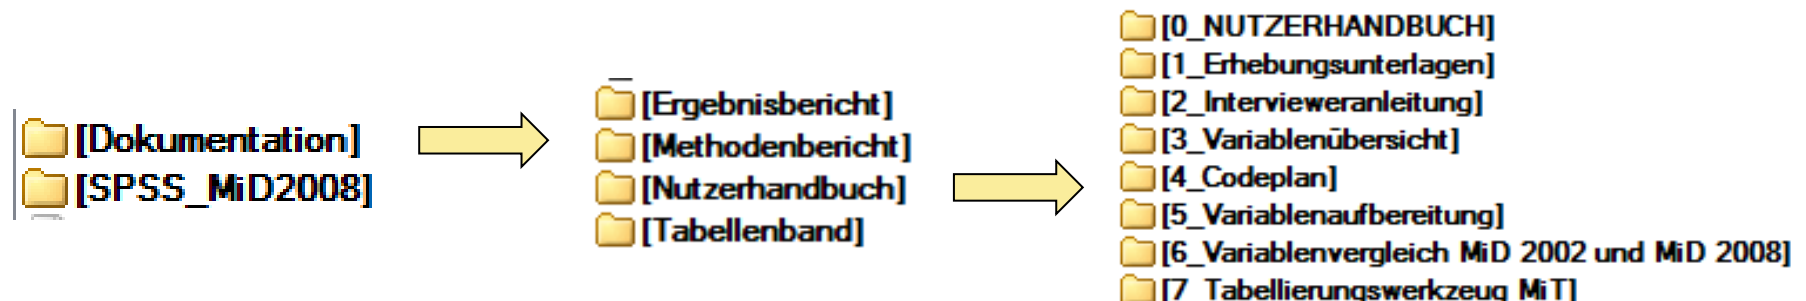 [Dokumentation]
[SPSS_MiD2008]
[Ergebnisbericht]
[Methodenbericht]
[Nutzerhandbuch]
[Tabellenband]
[0_NUTZERHANDBUCH]
[1_Erhebungsunterlagen]
[2_Intervieweranleitung]
[3_Variablenübersicht]
[4_Codeplan]
[5_Variablenaufbereitung]
[6_Variablenvergleich MiD 2002 und MiD 2008]
[7_Tabellierungswerkzeug MiT]